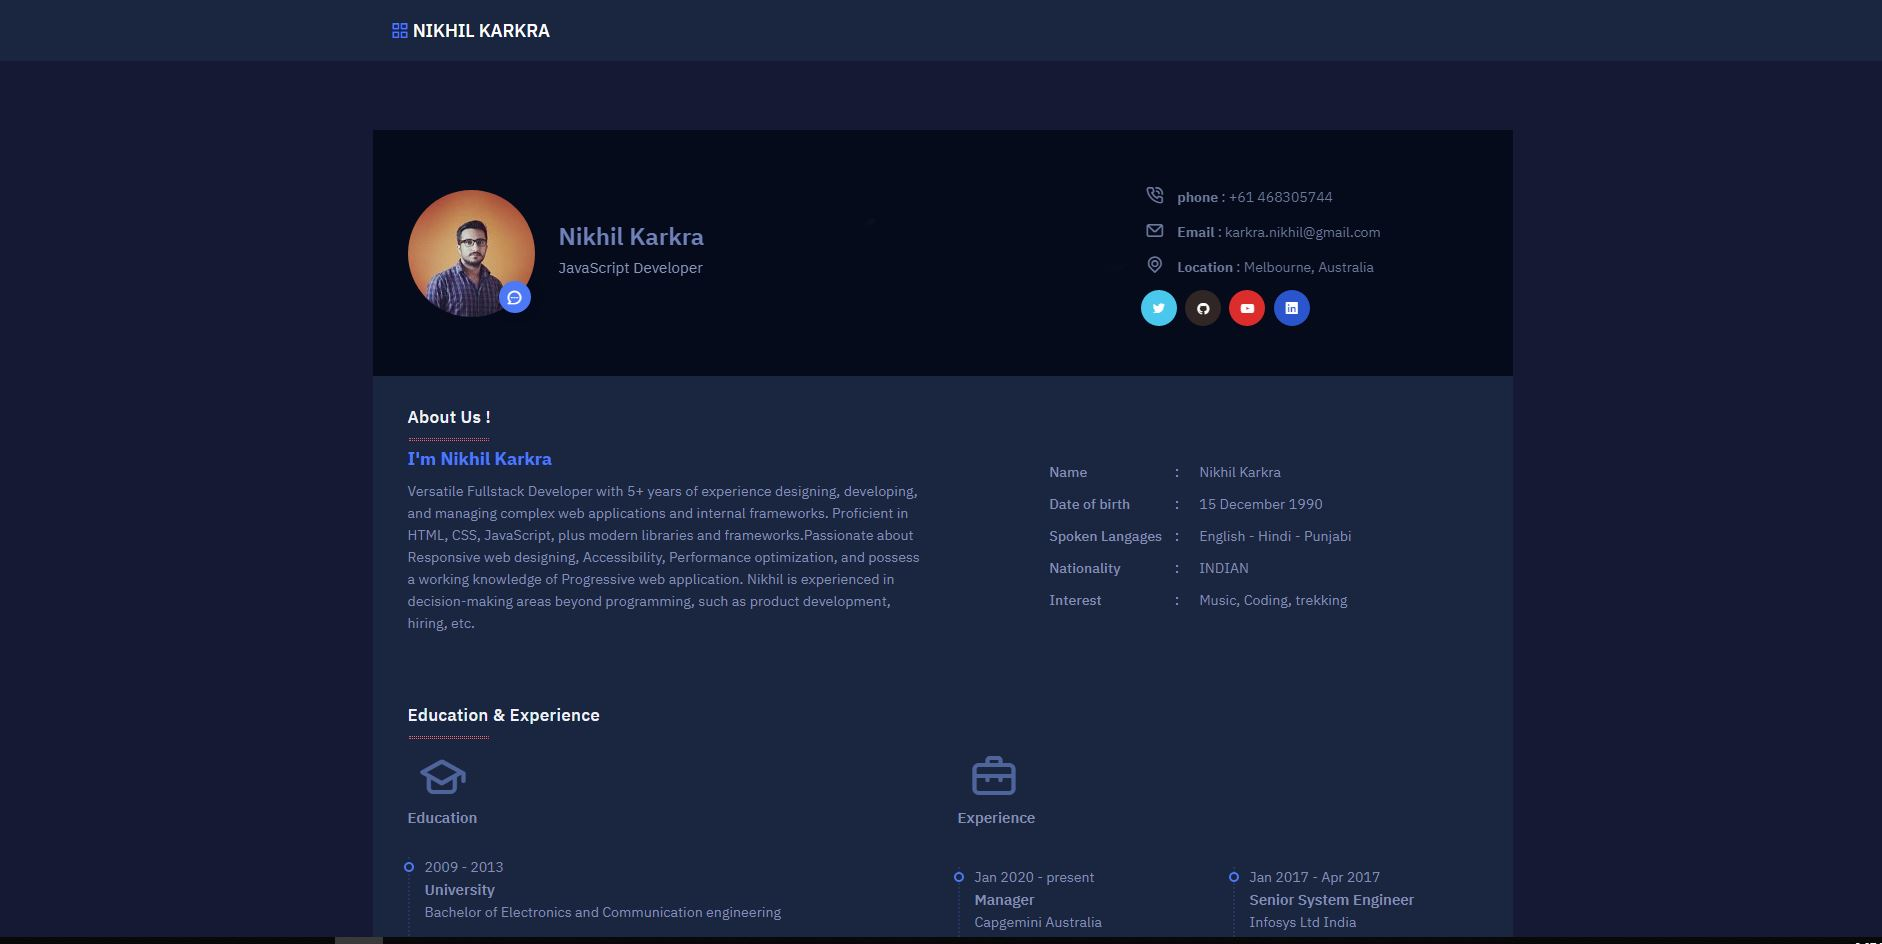 NIKHIL KARKRA
Nikhil Karkra
JavaScript Developer
phone : +61 468305744
Email : karkra.nikhil@gmail.com
Location : Melbourne, Australia
in
About Us !
I'm Nikhil Karkra
Versatile Fullstack Developer with 5+ years of experience designing, developing,
and managing complex web applications and internal frameworks. Proficient in
HTML, CSS, JavaScript, plus modern libraries and frameworks.Passionate about
Responsive web designing, Accessibility, Performance optimization, and possess
a working knowledge of Progressive web application. Nikhil is experienced in
decision-making areas beyond programming, such as product development,
hiring, etc.
Name : Nikhil Karkra
Date of birth : 15 December 1990
Spoken Langages : English - Hindi - Punjabi
Nationality : INDIAN
Interest : Music, Coding, trekking
Education & Experience
Education
2009 - 2013
University
Bachelor of Electronics and Communication engineering
Experience
Jan 2020 - present
Manager
Capgemini Australia
Jan 2017 - Apr 2017
Senior System Engineer
Infosys Ltd India